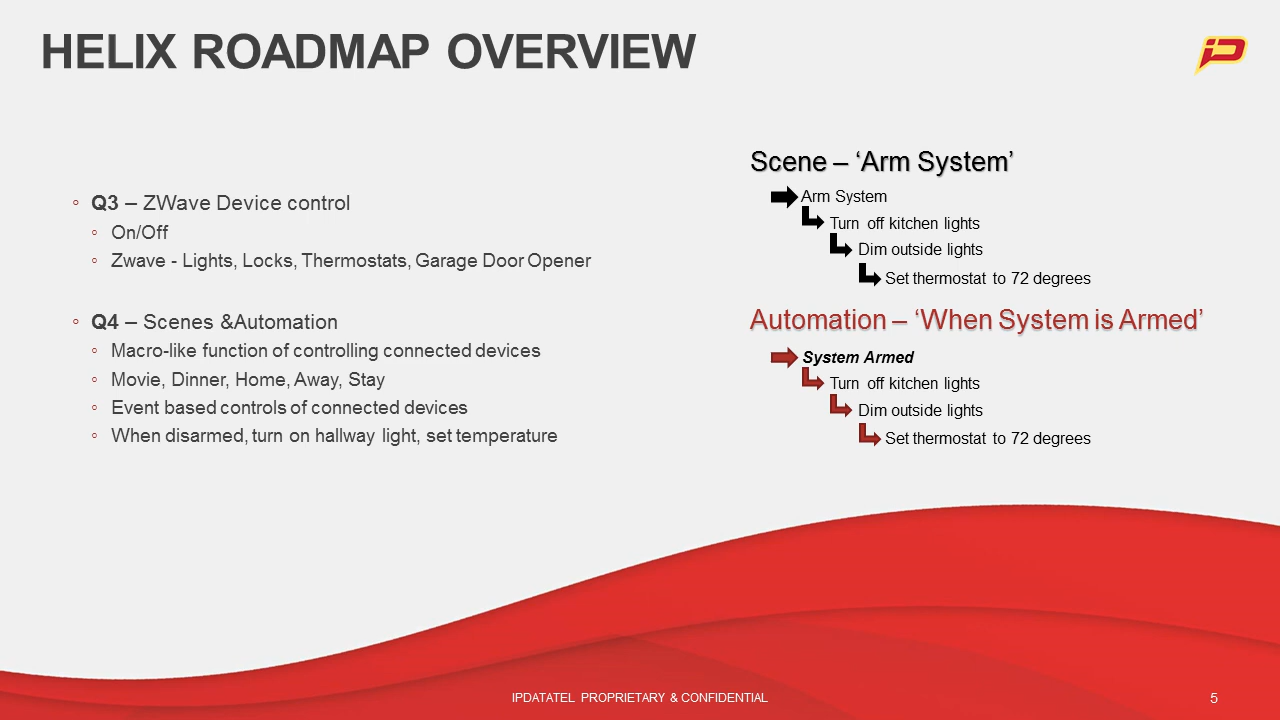 HELIX ROADMAP OVERVIEW
iP
Q3 – ZWave Device control
On/Off
Zwave - Lights, Locks, Thermostats, Garage Door Opener
Q4 – Scenes &Automation
Macro-like function of controlling connected devices
Movie, Dinner, Home, Away, Stay
Event based controls of connected devices
When disarmed, turn on hallway light, set temperature
Scene – ‘Arm System’
Arm System
Turn off kitchen lights
Dim outside lights
Set thermostat to 72 degrees
Automation – ‘When System is Armed’
System Armed
Turn off kitchen lights
Dim outside lights
Set thermostat to 72 degrees
IPDATATEL PROPRIETARY & CONFIDENTIAL
5